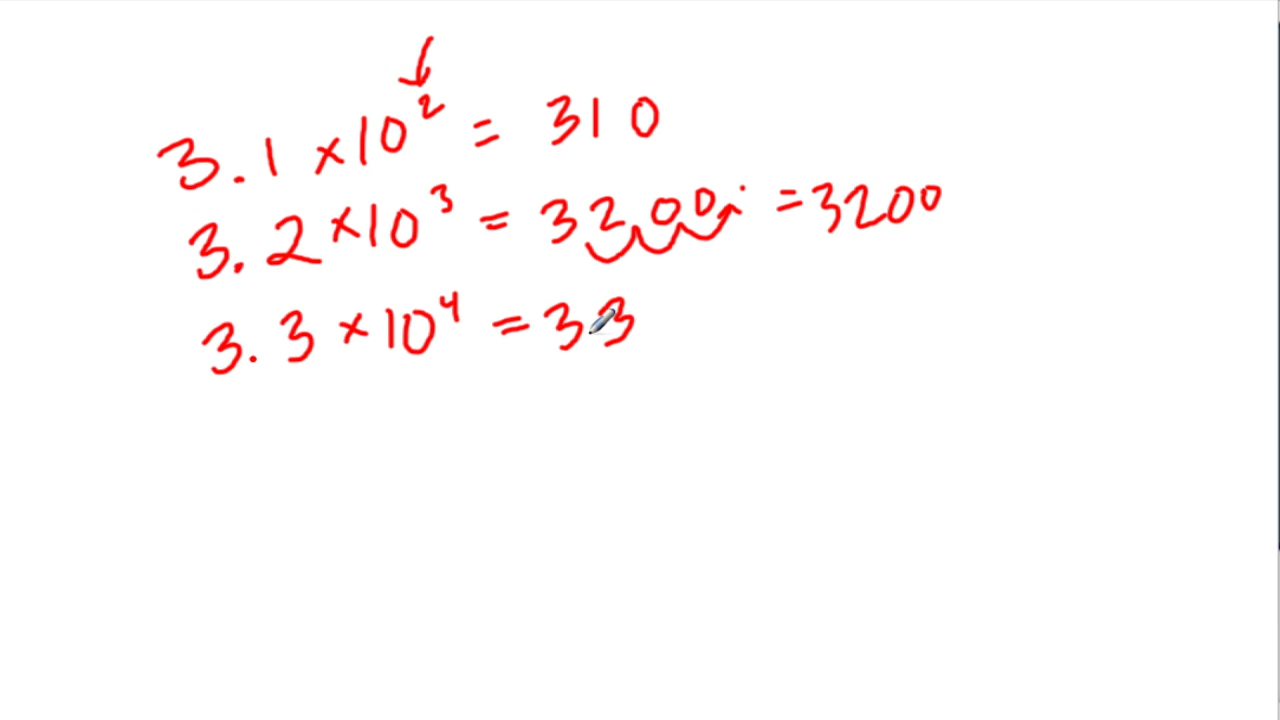 3.1 × 10² = 310
3.2 × 10³ = 3200. = 3200
3.3 × 10⁴ = 33